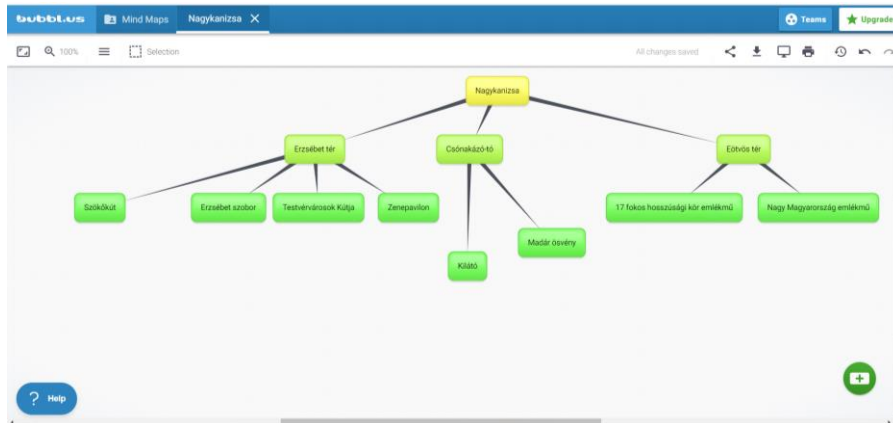 bubbl.us
Mind Maps
Nagykanizsa
Teams
Upgrade
100%
Selection
All changes saved
Nagykanizsa
Erzsébet tér
Csónakázó-tó
Eötvös tér
Szökőkút
Erzsébet szobor
Testvérvárosok Kútja
Zenepavilon
17 fokos hosszúsági kör emlékmű
Nagy Magyarország emlékmű
Madár ösvény
Kilátó
? Help